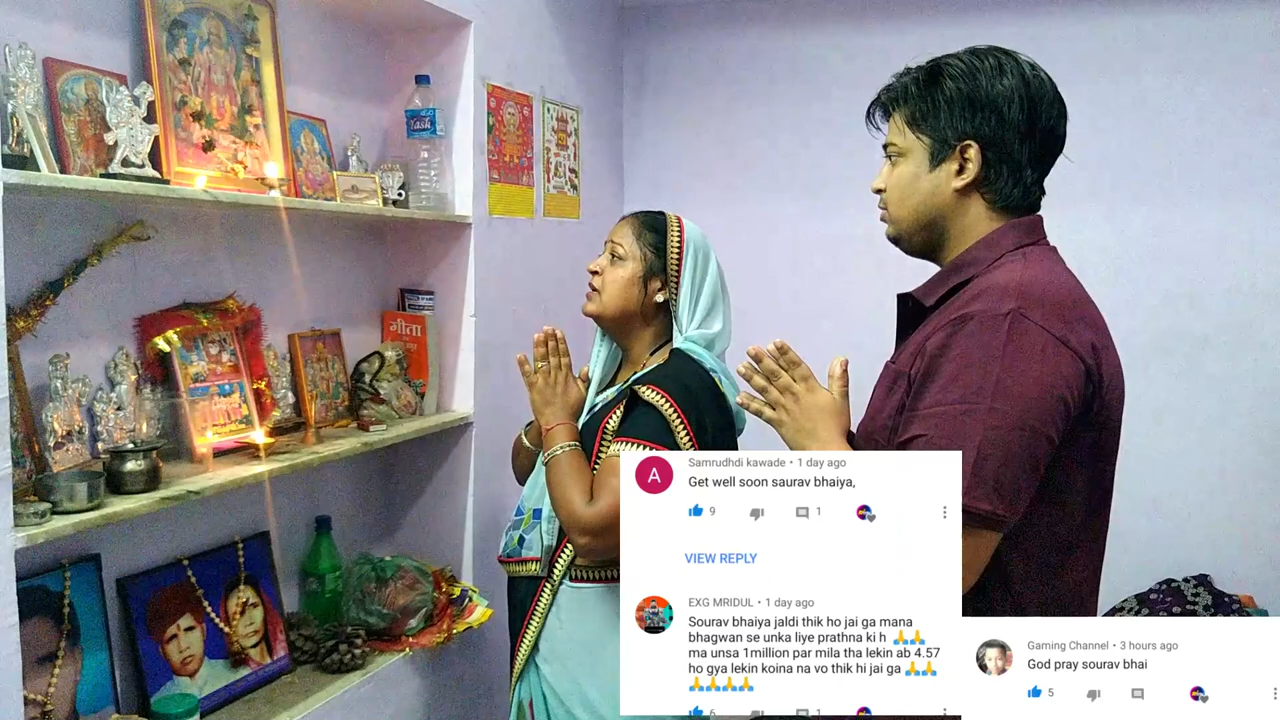 Yash
गीता
A
Samrudhdi kawade • 1 day ago
Get well soon saurav bhaiya,
9
1
VIEW REPLY
EXG MRIDUL • 1 day ago
Sourav bhaiya jaldi thik ho jai ga mana
bhagwan se unka liye prathna ki h 🙏🙏
ma unsa 1million par mila tha lekin ab 4.57
ho gya lekin koina na vo thik hi jai ga 🙏🙏
🙏🙏🙏🙏
6
1
Gaming Channel • 3 hours ago
God pray sourav bhai
5